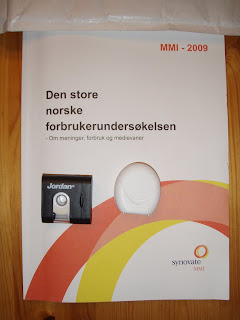 MMI - 2009
Den store
norske
forbrukerundersøkelsen
- Om meninger, forbruk og medievaner
Jordan
synovate
MMI